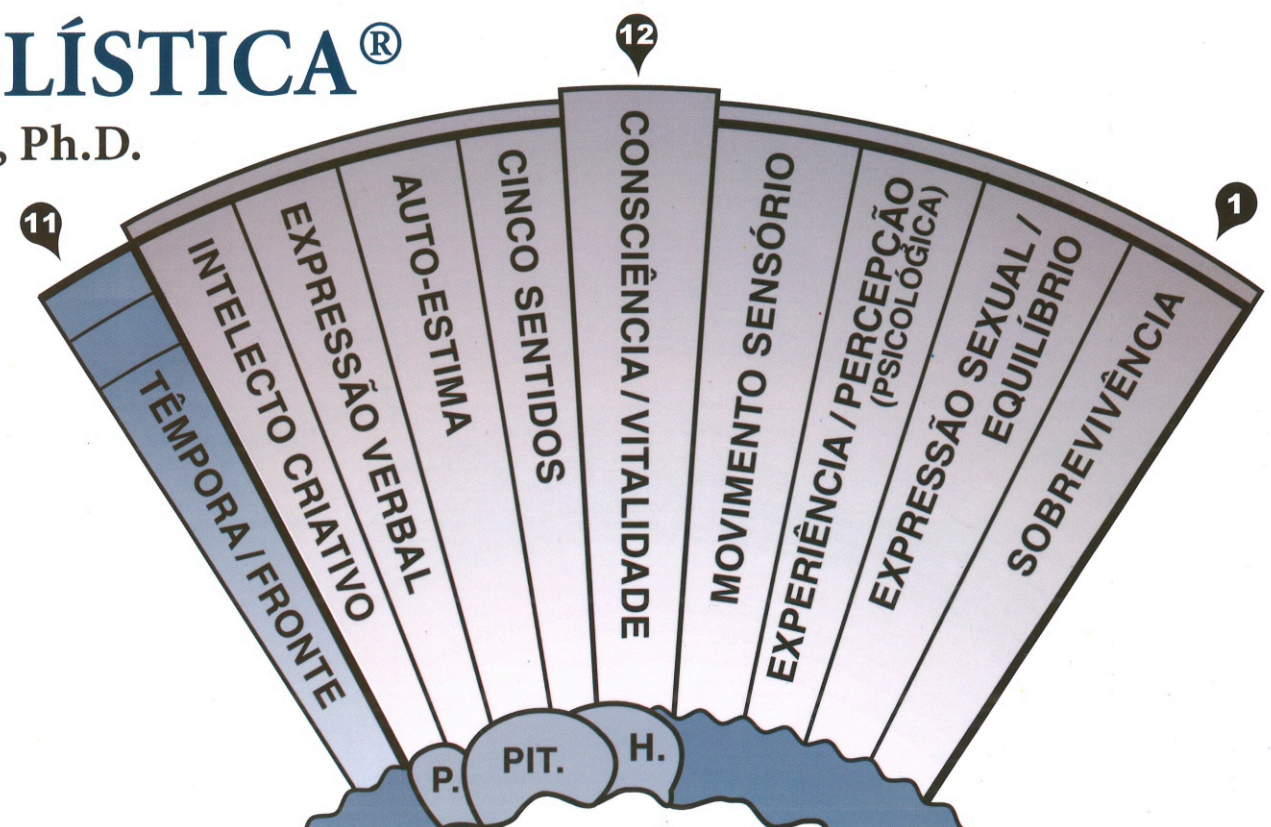 LÍSTICA®
, Ph.D.
11
12
1
TÊMPORA / FRONTE
INTELECTO CRIATIVO
EXPRESSÃO VERBAL
AUTO-ESTIMA
CINCO SENTIDOS
CONSCIÊNCIA / VITALIDADE
MOVIMENTO SENSÓRIO
EXPERIÊNCIA / PERCEPÇÃO
(PSICOLÓGICA)
EXPRESSÃO SEXUAL /
EQUILÍBRIO
SOBREVIVÊNCIA
P.
PIT.
H.